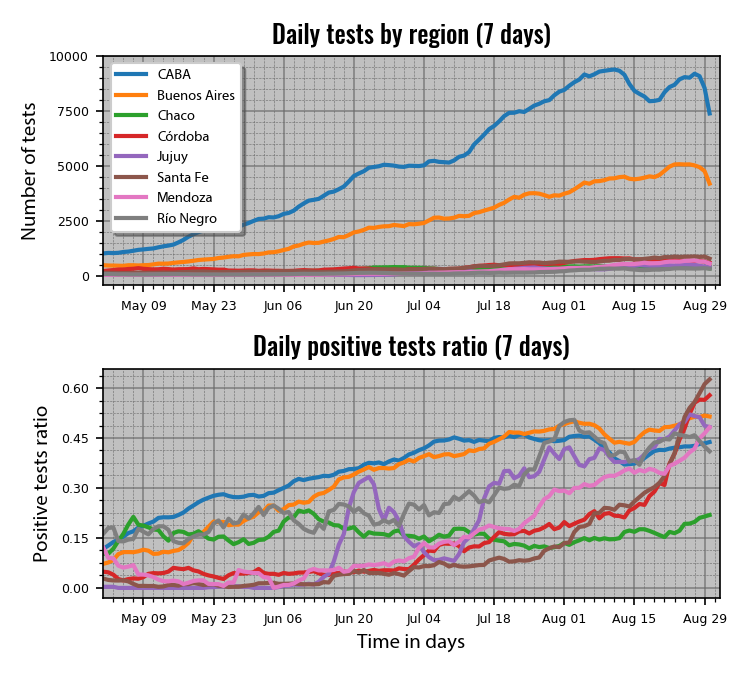 Daily tests by region (7 days)
Number of tests
10000
7500
5000
2500
0
CABA
Buenos Aires
Chaco
Córdoba
Jujuy
Santa Fe
Mendoza
Río Negro
May 09 May 23 Jun 06 Jun 20 Jul 04 Jul 18 Aug 01 Aug 15 Aug 29
Daily positive tests ratio (7 days)
Positive tests ratio
0.60
0.45
0.30
0.15
0.00
May 09 May 23 Jun 06 Jun 20 Jul 04 Jul 18 Aug 01 Aug 15 Aug 29
Time in days